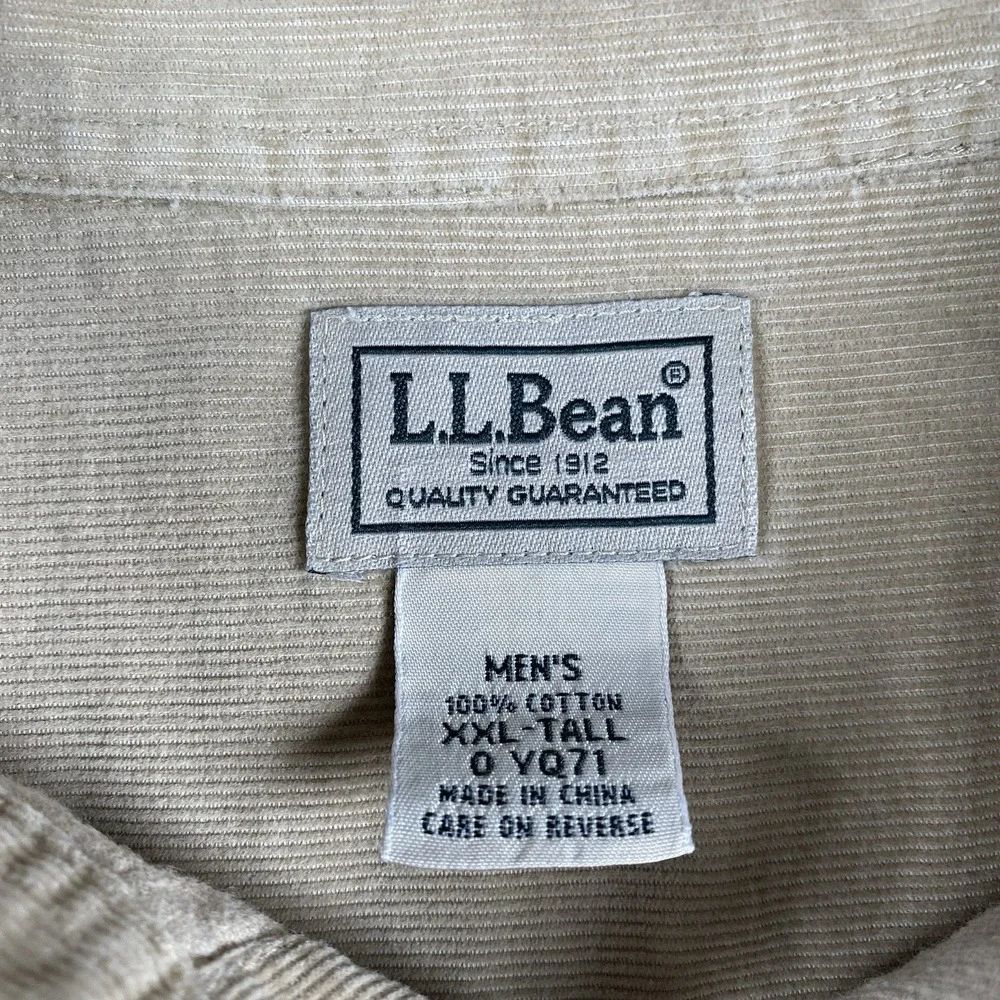 L.L.Bean®
Since 1912
QUALITY GUARANTEED
MEN'S
100% COTTON
XXL-TALL
0 YQ71
MADE IN CHINA
CARE ON REVERSE